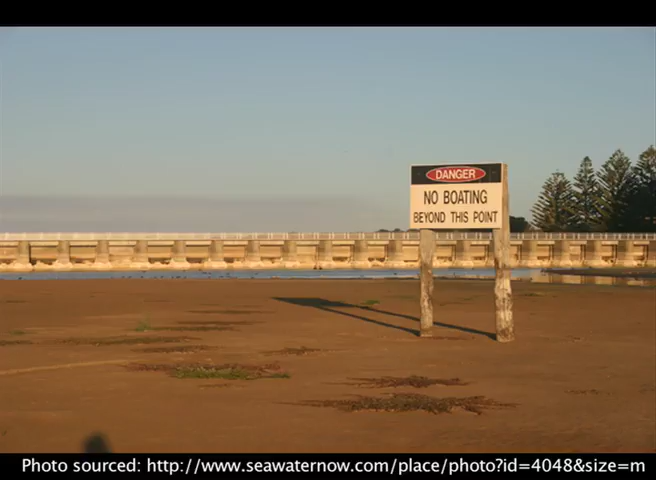 DANGER
NO BOATING
BEYOND THIS POINT
Photo sourced: http://www.seawaternow.com/place/photo?id=4048&size=m